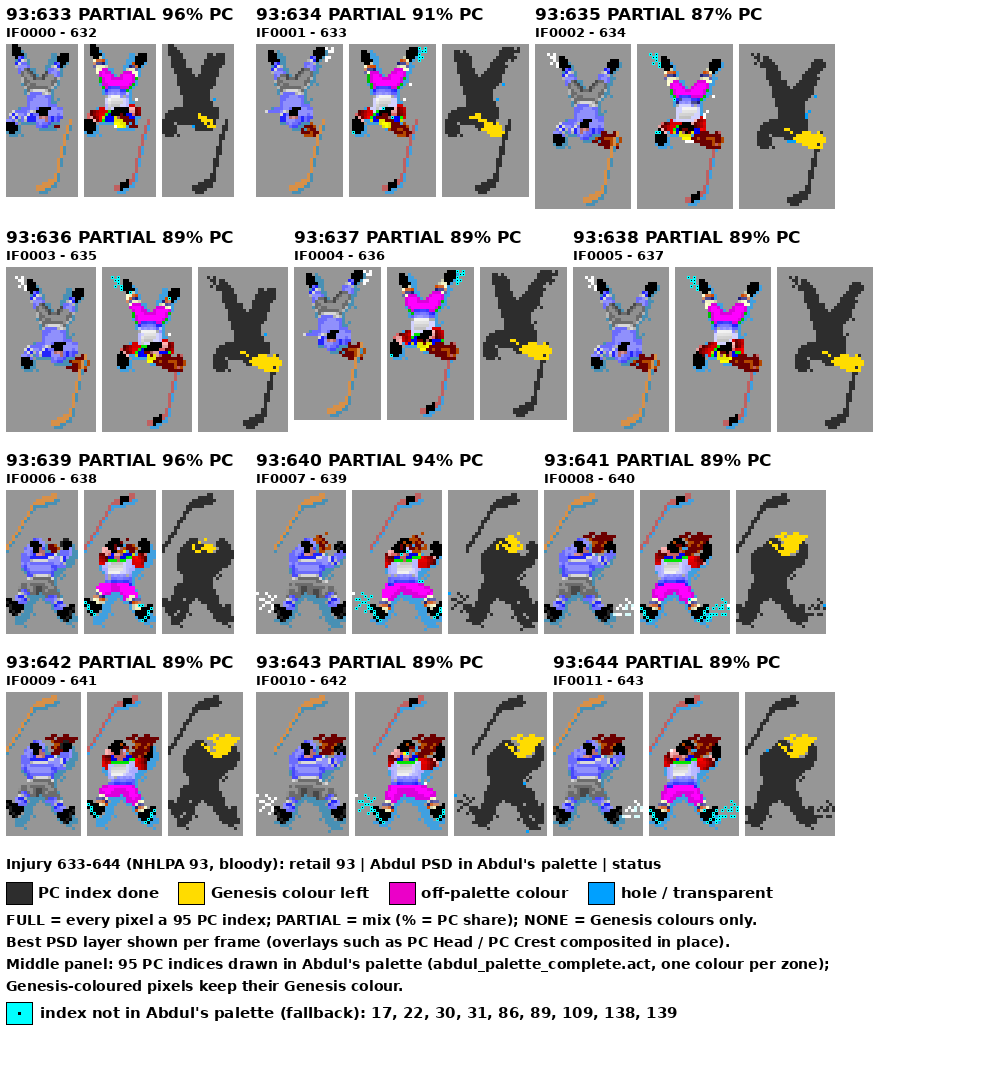 93:633 PARTIAL 96% PC
IF0000 - 632
93:634 PARTIAL 91% PC
IF0001 - 633
93:635 PARTIAL 87% PC
IF0002 - 634
93:636 PARTIAL 89% PC
IF0003 - 635
93:637 PARTIAL 89% PC
IF0004 - 636
93:638 PARTIAL 89% PC
IF0005 - 637
93:639 PARTIAL 96% PC
IF0006 - 638
93:640 PARTIAL 94% PC
IF0007 - 639
93:641 PARTIAL 89% PC
IF0008 - 640
93:642 PARTIAL 89% PC
IF0009 - 641
93:643 PARTIAL 89% PC
IF0010 - 642
93:644 PARTIAL 89% PC
IF0011 - 643
Injury 633-644 (NHLPA 93, bloody): retail 93 | Abdul PSD in Abdul's palette | status
PC index done
Genesis colour left
off-palette colour
hole / transparent
FULL = every pixel a 95 PC index; PARTIAL = mix (% = PC share); NONE = Genesis colours only.
Best PSD layer shown per frame (overlays such as PC Head / PC Crest composited in place).
Middle panel: 95 PC indices drawn in Abdul's palette (abdul_palette_complete.act, one colour per zone);
Genesis-coloured pixels keep their Genesis colour.
index not in Abdul's palette (fallback): 17, 22, 30, 31, 86, 89, 109, 138, 139